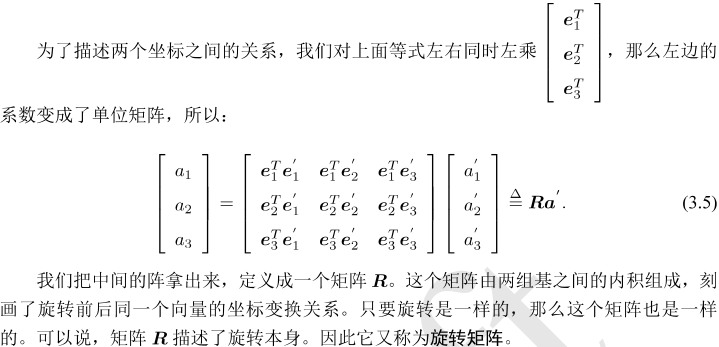 为了描述两个坐标之间的关系，我们对上面等式左右同时左乘 $\begin{bmatrix} \boldsymbol{e}_1^T \\ \boldsymbol{e}_2^T \\ \boldsymbol{e}_3^T \end{bmatrix}$，那么左边的
系数变成了单位矩阵，所以：
$\begin{bmatrix} a_1 \\ a_2 \\ a_3 \end{bmatrix} = \begin{bmatrix} \boldsymbol{e}_1^T \boldsymbol{e}_1^{'} & \boldsymbol{e}_1^T \boldsymbol{e}_2^{'} & \boldsymbol{e}_1^T \boldsymbol{e}_3^{'} \\ \boldsymbol{e}_2^T \boldsymbol{e}_1^{'} & \boldsymbol{e}_2^T \boldsymbol{e}_2^{'} & \boldsymbol{e}_2^T \boldsymbol{e}_3^{'} \\ \boldsymbol{e}_3^T \boldsymbol{e}_1^{'} & \boldsymbol{e}_3^T \boldsymbol{e}_2^{'} & \boldsymbol{e}_3^T \boldsymbol{e}_3^{'} \end{bmatrix} \begin{bmatrix} a_1^{'} \\ a_2^{'} \\ a_3^{'} \end{bmatrix} \stackrel{\Delta}{=} \boldsymbol{R}\boldsymbol{a}^{'}.$ (3.5)
我们把中间的阵拿出来，定义成一个矩阵 R。这个矩阵由两组基之间的内积组成，刻
画了旋转前后同一个向量的坐标变换关系。只要旋转是一样的，那么这个矩阵也是一样
的。可以说，矩阵 R 描述了旋转本身。因此它又称为旋转矩阵。